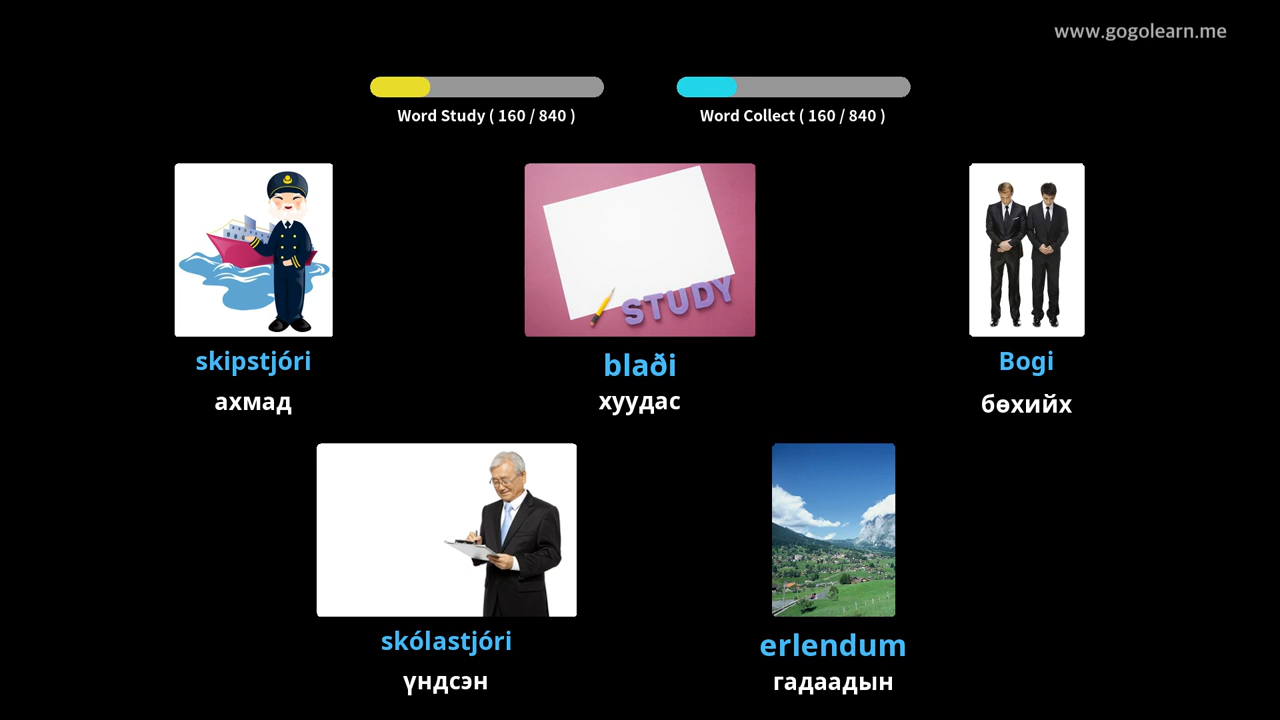 www.gogolearn.me
Word Study ( 160 / 840 )
Word Collect ( 160 / 840 )
STUDY
skipstjóri
ахмад
blaði
хуудас
Bogi
бөхийх
skólastjóri
үндсэн
erlendum
гадаадын